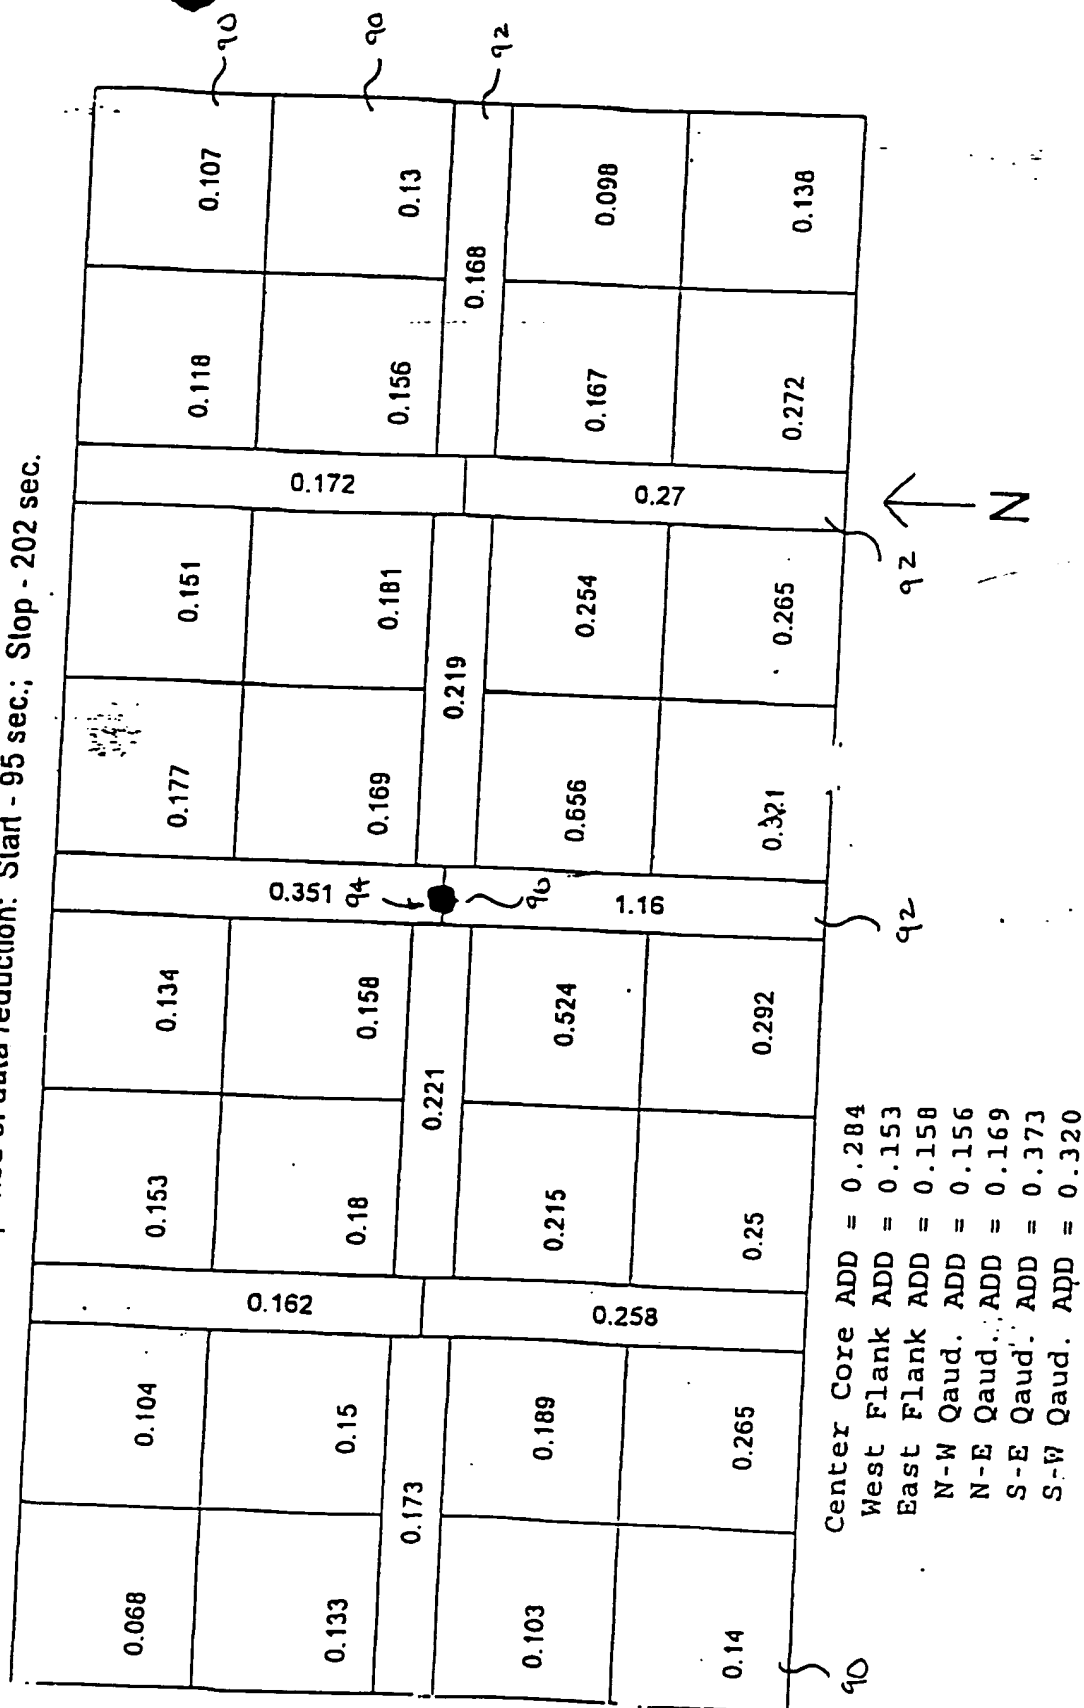 data reduction: Start - 95 sec.; Stop - 202 sec.
0.068 0.104 0.153 0.134 0.177 0.151 0.118 0.107 90
0.162 0.351 0.172
0.133 0.15 0.18 0.158 0.169 0.181 0.156 0.13 90
94
0.173 0.221 0.219 0.168 92
0.103 0.189 0.215 0.524 0.656 0.254 0.167 0.098
0.258 1.16 0.27
0.14 0.265 0.25 0.292 0.321 0.265 0.272 0.138
90 92 92
N
Center Core ADD = 0.284
West Flank ADD = 0.153
East Flank ADD = 0.158
N-W Qaud. ADD = 0.156
N-E Qaud. ADD = 0.169
S-E Qaud. ADD = 0.373
S-W Qaud. ADD = 0.320